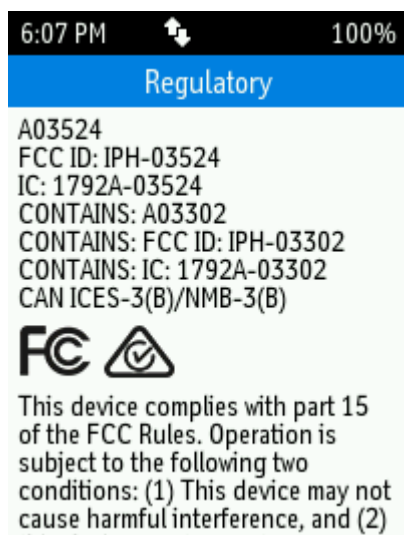 6:07 PM 100%
Regulatory
A03524
FCC ID: IPH-03524
IC: 1792A-03524
CONTAINS: A03302
CONTAINS: FCC ID: IPH-03302
CONTAINS: IC: 1792A-03302
CAN ICES-3(B)/NMB-3(B)
FC
This device complies with part 15
of the FCC Rules. Operation is
subject to the following two
conditions: (1) This device may not
cause harmful interference, and (2)